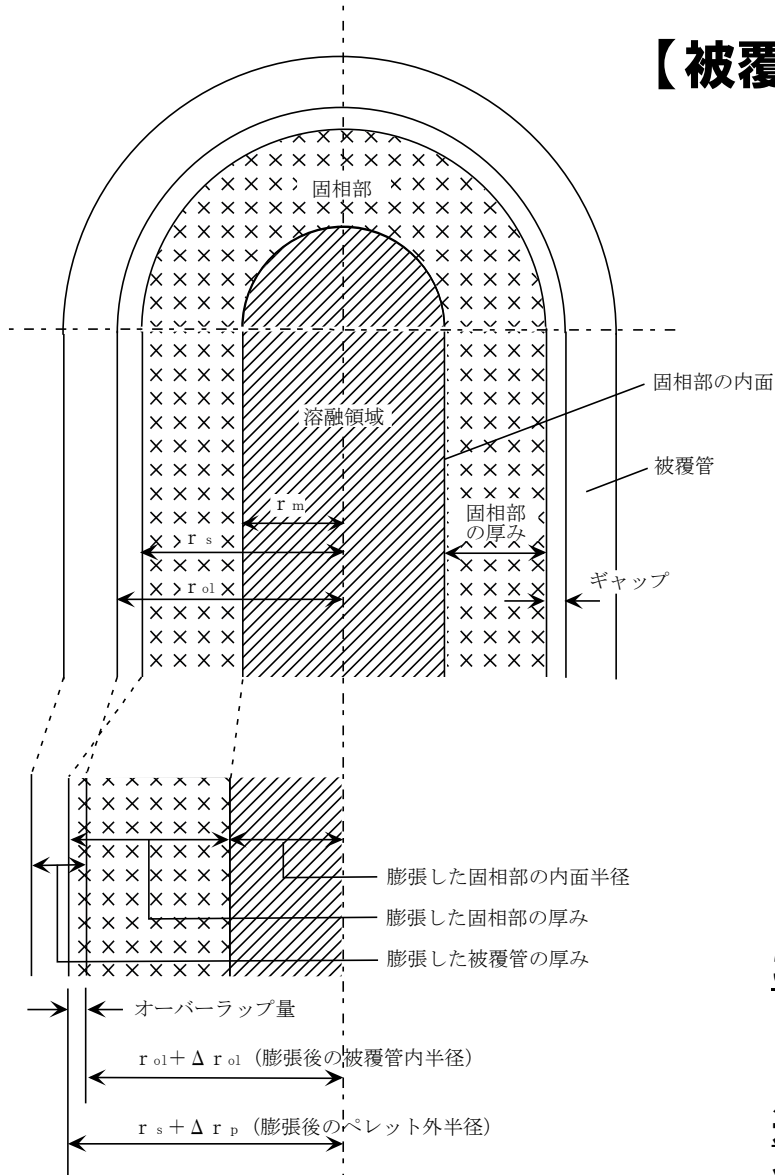 【被覆
固相部
固相部の内面
溶融領域
被覆管
r m
固相部
の厚み
r s
ギャップ
r ol
膨張した固相部の内面半径
膨張した固相部の厚み
膨張した被覆管の厚み
オーバーラップ量
r ol + Δ r ol (膨張後の被覆管内半径)
r s + Δ r p (膨張後のペレット外半径)